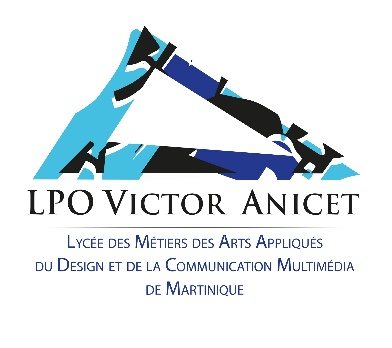 LPO VICTOR ANICET
LYCÉE DES MÉTIERS DES ARTS APPLIQUÉS
DU DESIGN ET DE LA COMMUNICATION MULTIMÉDIA
DE MARTINIQUE